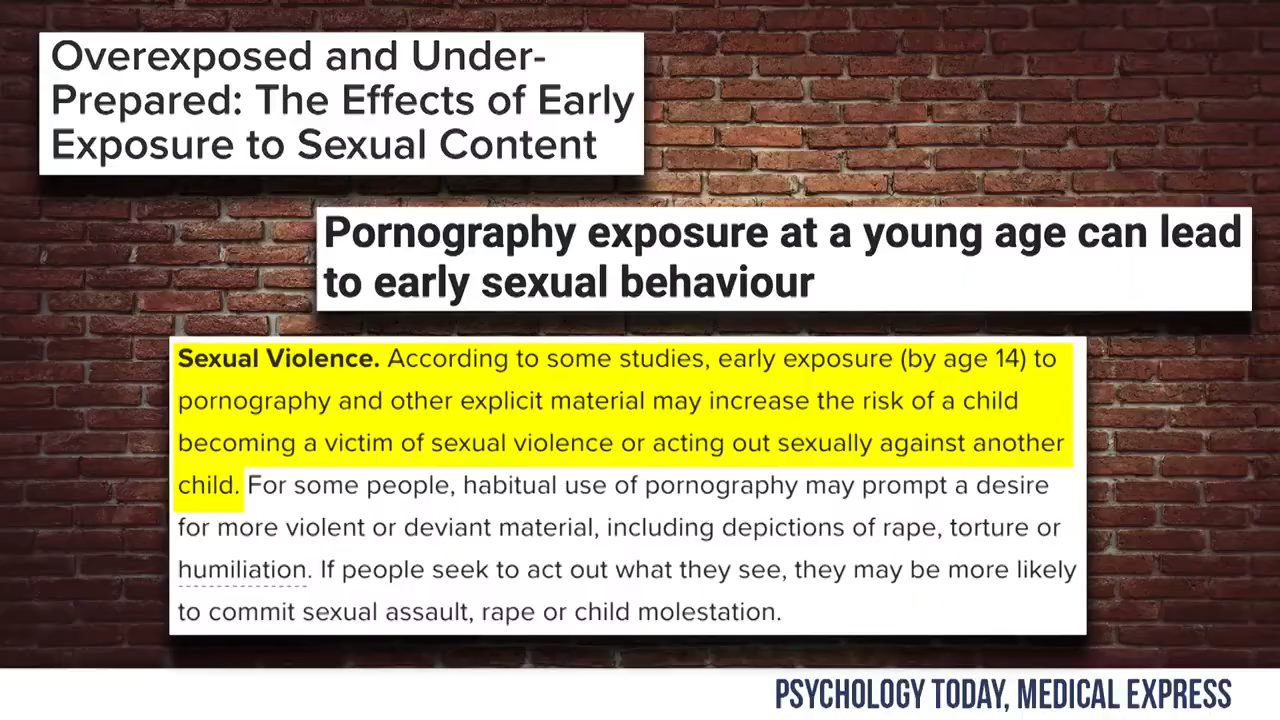 Overexposed and Under-
Prepared: The Effects of Early
Exposure to Sexual Content
Pornography exposure at a young age can lead
to early sexual behaviour
Sexual Violence. According to some studies, early exposure (by age 14) to
pornography and other explicit material may increase the risk of a child
becoming a victim of sexual violence or acting out sexually against another
child. For some people, habitual use of pornography may prompt a desire
for more violent or deviant material, including depictions of rape, torture or
humiliation. If people seek to act out what they see, they may be more likely
to commit sexual assault, rape or child molestation.
PSYCHOLOGY TODAY, MEDICAL EXPRESS